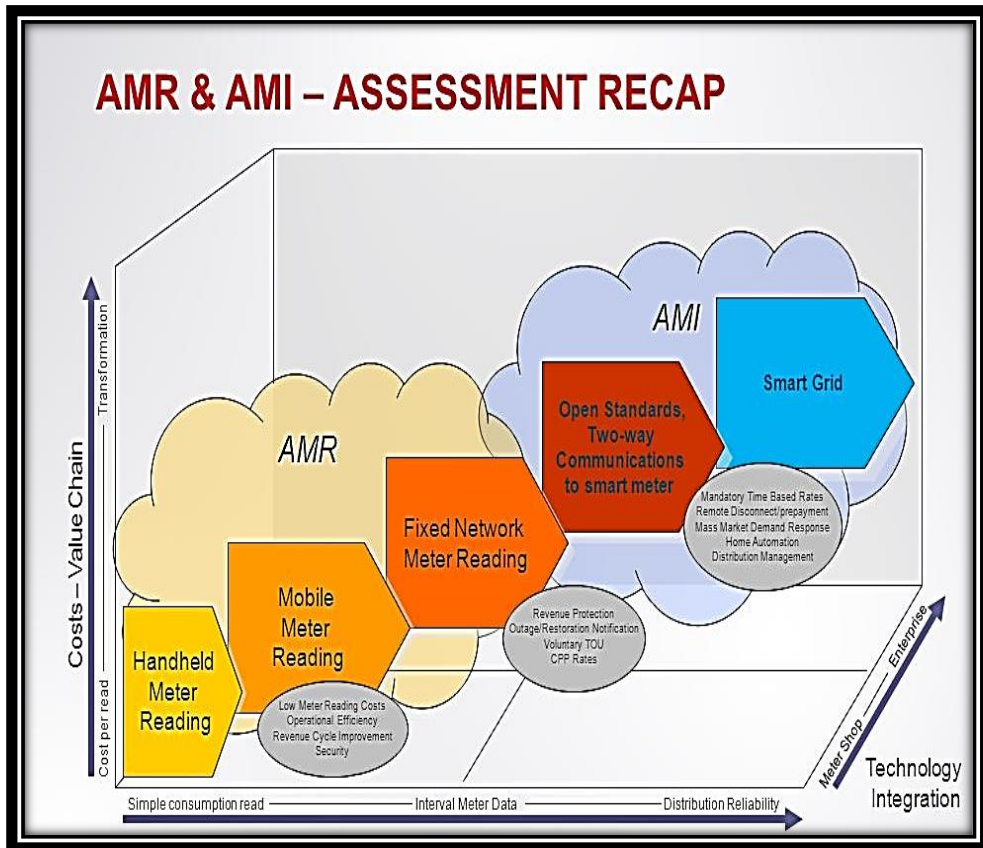 AMR & AMI – ASSESSMENT RECAP
Costs – Value Chain
Cost per read
Transformation
AMR
AMI
Handheld
Meter
Reading
Mobile
Meter
Reading
Fixed Network
Meter Reading
Open Standards,
Two-way
Communications
to smart meter
Smart Grid
Low Meter Reading Costs
Operational Efficiency
Revenue Cycle Improvement
Security
Revenue Protection
Outage/Restoration Notification
Voluntary TOU
CPP Rates
Mandatory Time Based Rates
Remote Disconnect/prepayment
Mass Market Demand Response
Home Automation
Distribution Management
Meter Shop
Enterprise
Technology
Integration
Simple consumption read
Interval Meter Data
Distribution Reliability